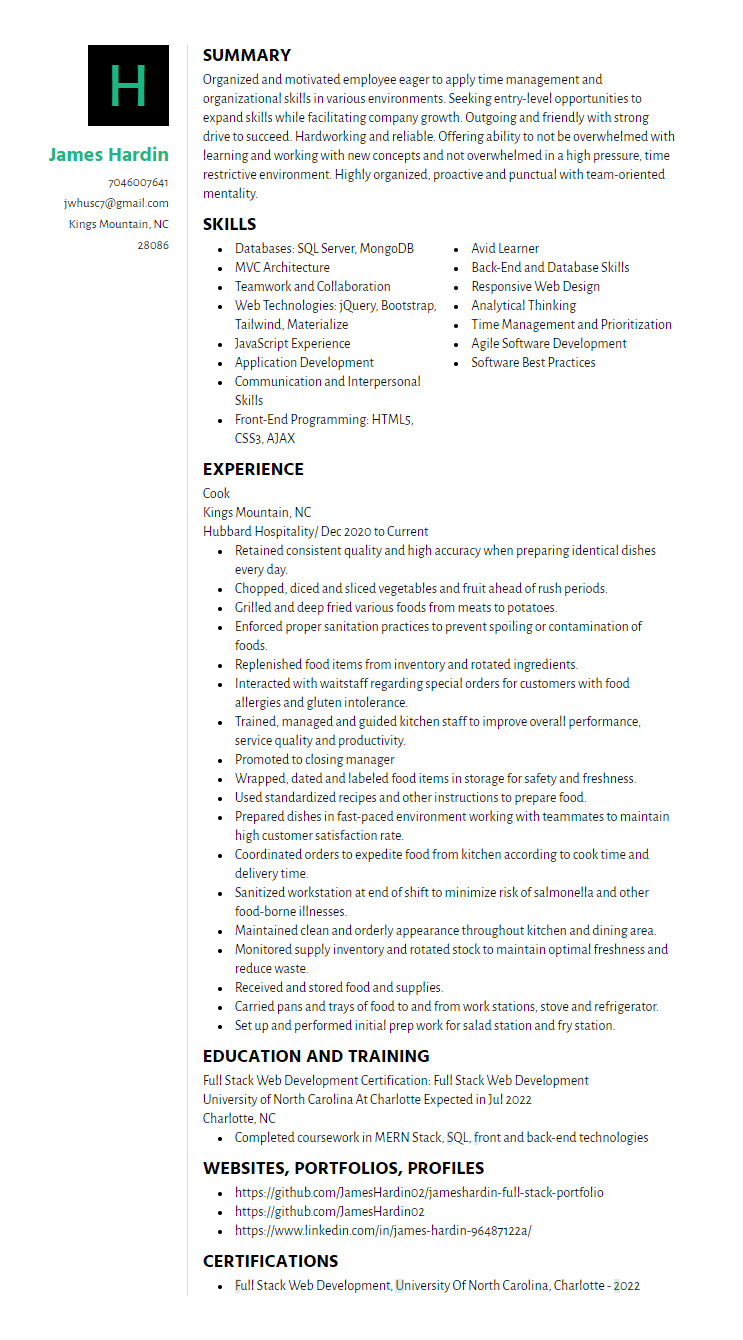 H
James Hardin
7046007641
jwhusc7@gmail.com
Kings Mountain, NC
28086
SUMMARY
Organized and motivated employee eager to apply time management and
organizational skills in various environments. Seeking entry-level opportunities to
expand skills while facilitating company growth. Outgoing and friendly with strong
drive to succeed. Hardworking and reliable. Offering ability to not be overwhelmed with
learning and working with new concepts and not overwhelmed in a high pressure, time
restrictive environment. Highly organized, proactive and punctual with team-oriented
mentality.
SKILLS
• Databases: SQL Server, MongoDB
• MVC Architecture
• Teamwork and Collaboration
• Web Technologies: jQuery, Bootstrap,
Tailwind, Materialize
• JavaScript Experience
• Application Development
• Communication and Interpersonal
Skills
• Front-End Programming: HTML5,
CSS3, AJAX
• Avid Learner
• Back-End and Database Skills
• Responsive Web Design
• Analytical Thinking
• Time Management and Prioritization
• Agile Software Development
• Software Best Practices
EXPERIENCE
Cook
Kings Mountain, NC
Hubbard Hospitality/ Dec 2020 to Current
• Retained consistent quality and high accuracy when preparing identical dishes
every day.
• Chopped, diced and sliced vegetables and fruit ahead of rush periods.
• Grilled and deep fried various foods from meats to potatoes.
• Enforced proper sanitation practices to prevent spoiling or contamination of
foods.
• Replenished food items from inventory and rotated ingredients.
• Interacted with waitstaff regarding special orders for customers with food
allergies and gluten intolerance.
• Trained, managed and guided kitchen staff to improve overall performance,
service quality and productivity.
• Promoted to closing manager
• Wrapped, dated and labeled food items in storage for safety and freshness.
• Used standardized recipes and other instructions to prepare food.
• Prepared dishes in fast-paced environment working with teammates to maintain
high customer satisfaction rate.
• Coordinated orders to expedite food from kitchen according to cook time and
delivery time.
• Sanitized workstation at end of shift to minimize risk of salmonella and other
food-borne illnesses.
• Maintained clean and orderly appearance throughout kitchen and dining area.
• Monitored supply inventory and rotated stock to maintain optimal freshness and
reduce waste.
• Received and stored food and supplies.
• Carried pans and trays of food to and from work stations, stove and refrigerator.
• Set up and performed initial prep work for salad station and fry station.
EDUCATION AND TRAINING
Full Stack Web Development Certification: Full Stack Web Development
University of North Carolina At Charlotte Expected in Jul 2022
Charlotte, NC
• Completed coursework in MERN Stack, SQL, front and back-end technologies
WEBSITES, PORTFOLIOS, PROFILES
• https://github.com/JamesHardin02/jameshardin-full-stack-portfolio
• https://github.com/JamesHardin02
• https://www.linkedin.com/in/james-hardin-96487122a/
CERTIFICATIONS
• Full Stack Web Development, University Of North Carolina, Charlotte - 2022